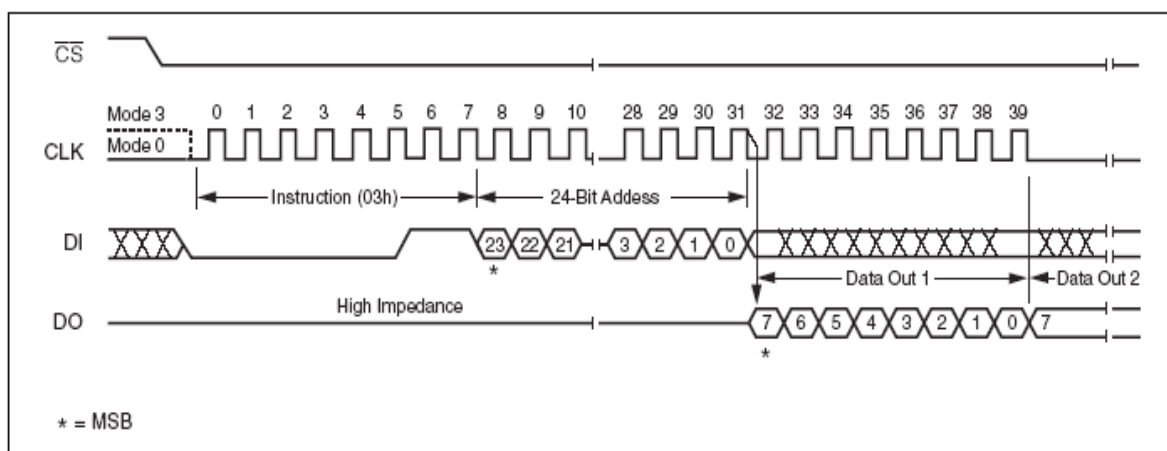 CS
0 1 2 3 4 5 6 7 8 9 10 28 29 30 31 32 33 34 35 36 37 38 39
Mode 3
CLK Mode 0
Instruction (03h) 24-Bit Addess
DI 23 22 21 3 2 1 0
*
Data Out 1 Data Out 2
High Impedance
DO 7 6 5 4 3 2 1 0 7
*
* = MSB